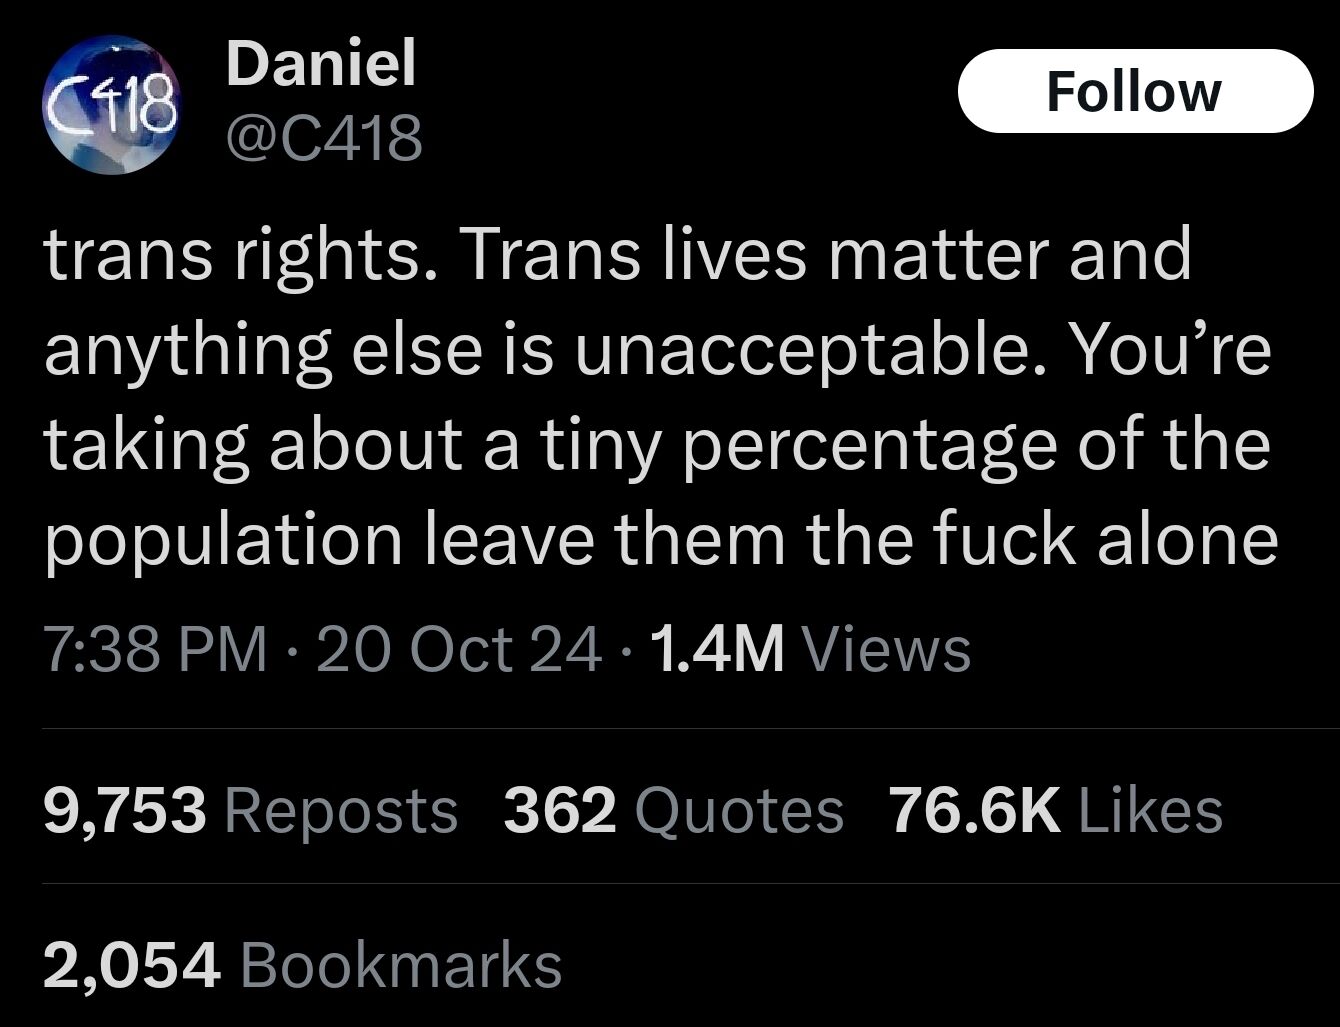 C418
Daniel
@C418
Follow
trans rights. Trans lives matter and
anything else is unacceptable. You’re
taking about a tiny percentage of the
population leave them the fuck alone
7:38 PM · 20 Oct 24 · 1.4M Views
9,753 Reposts 362 Quotes 76.6K Likes
2,054 Bookmarks